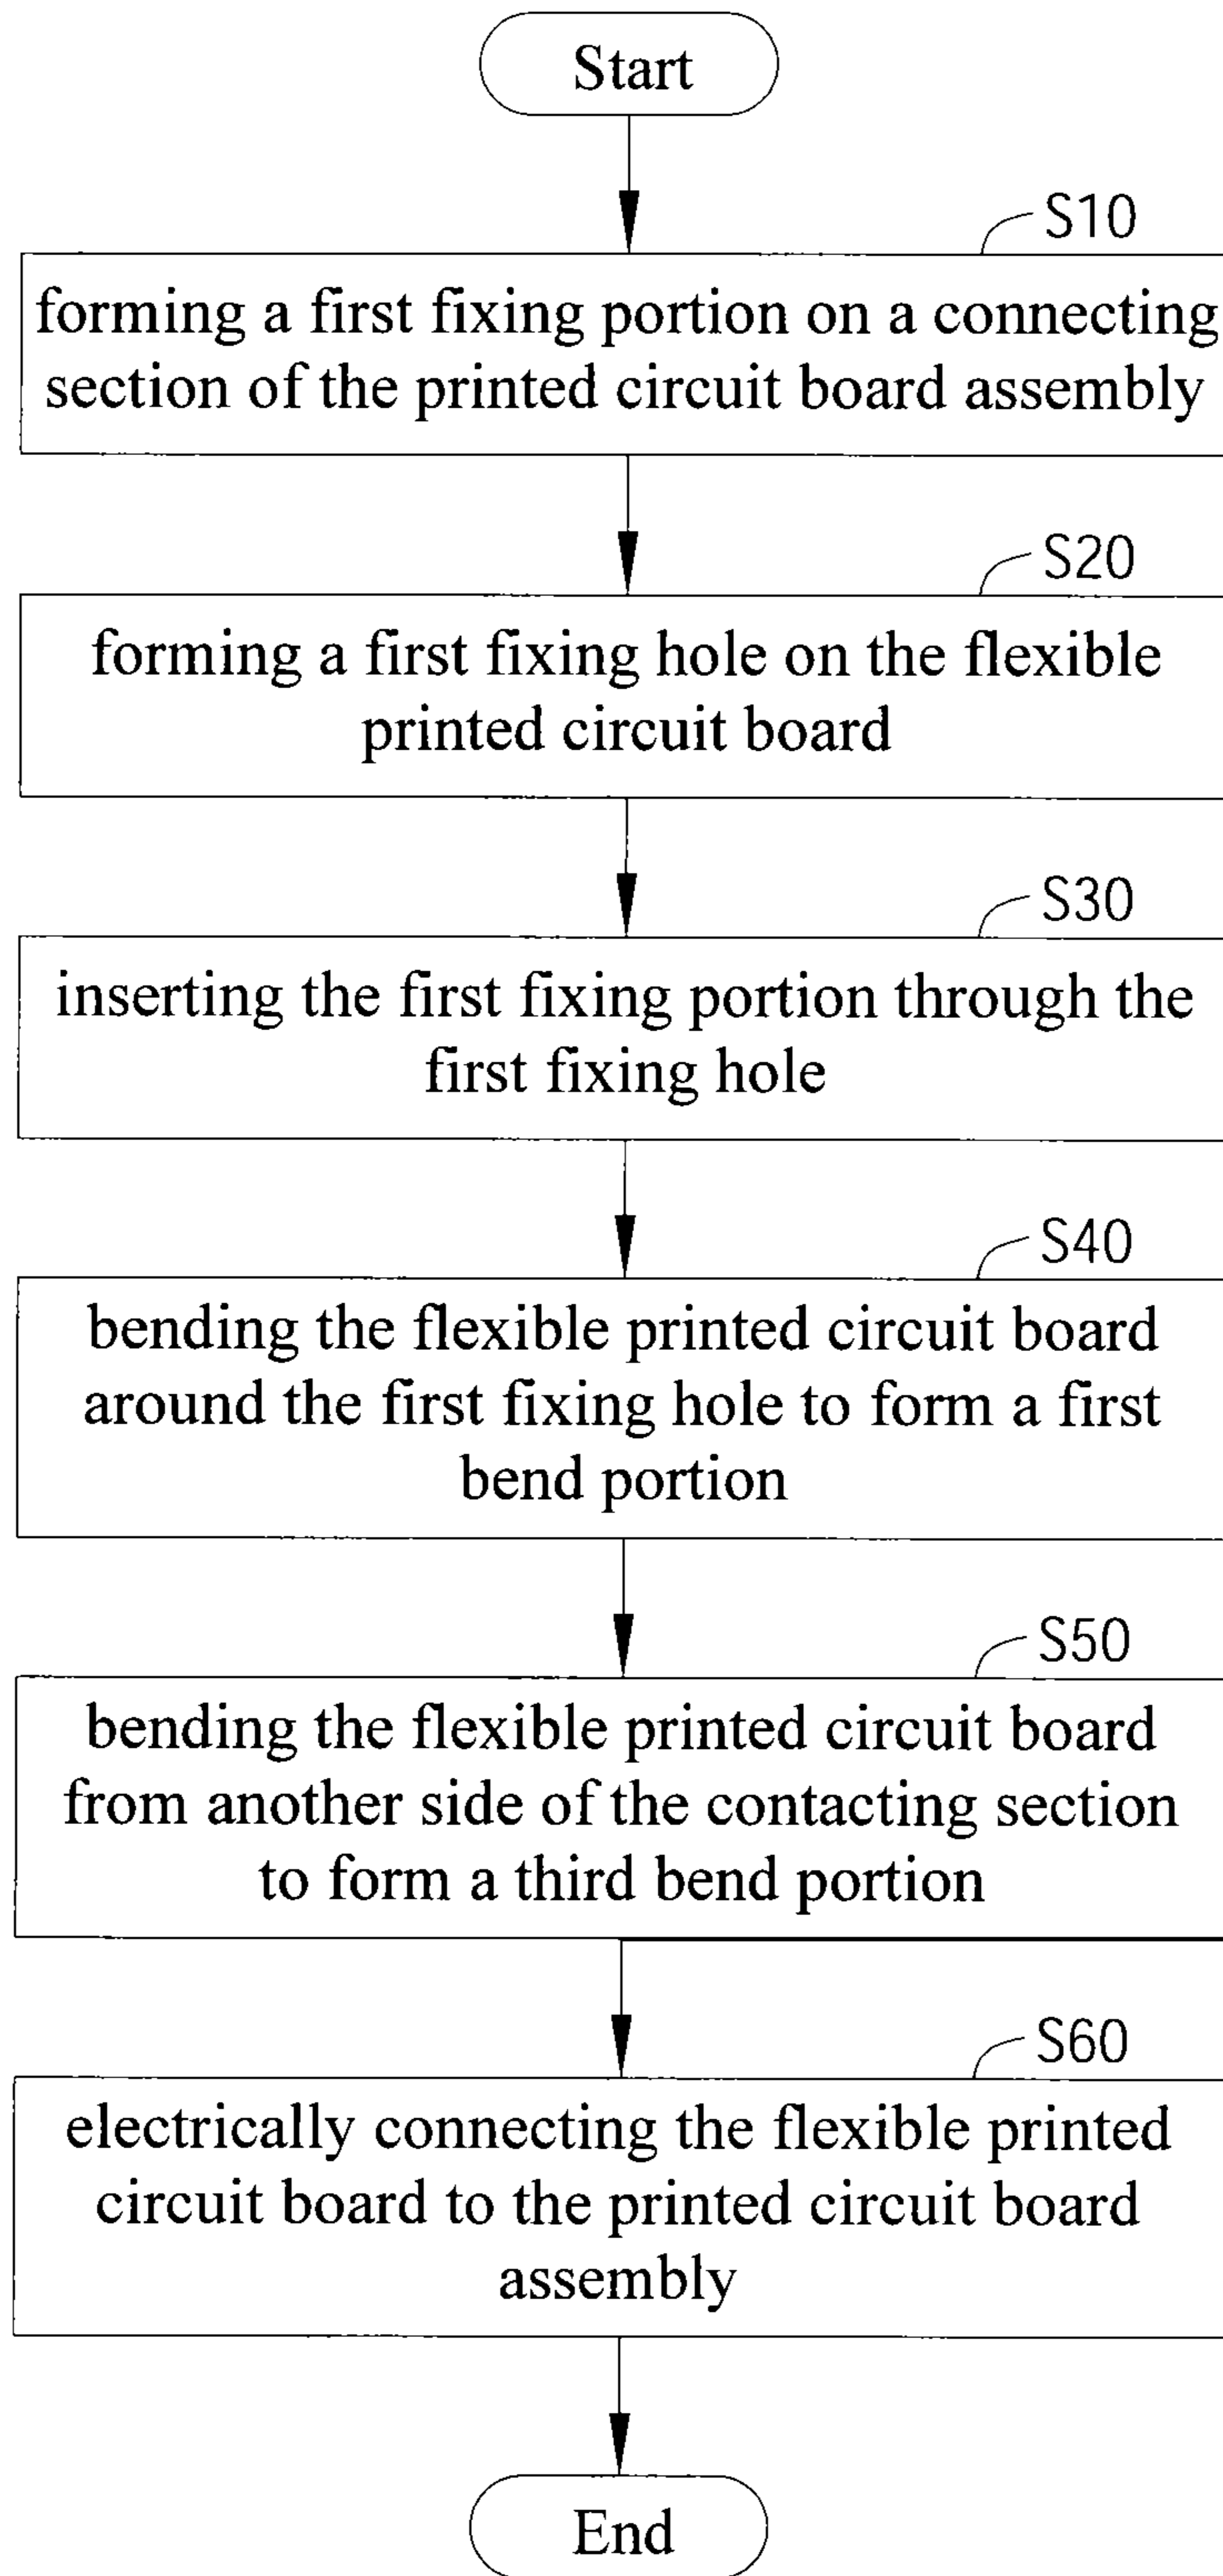 Start
S10
forming a first fixing portion on a connecting
section of the printed circuit board assembly
S20
forming a first fixing hole on the flexible
printed circuit board
S30
inserting the first fixing portion through the
first fixing hole
S40
bending the flexible printed circuit board
around the first fixing hole to form a first
bend portion
S50
bending the flexible printed circuit board
from another side of the contacting section
to form a third bend portion
S60
electrically connecting the flexible printed
circuit board to the printed circuit board
assembly
End